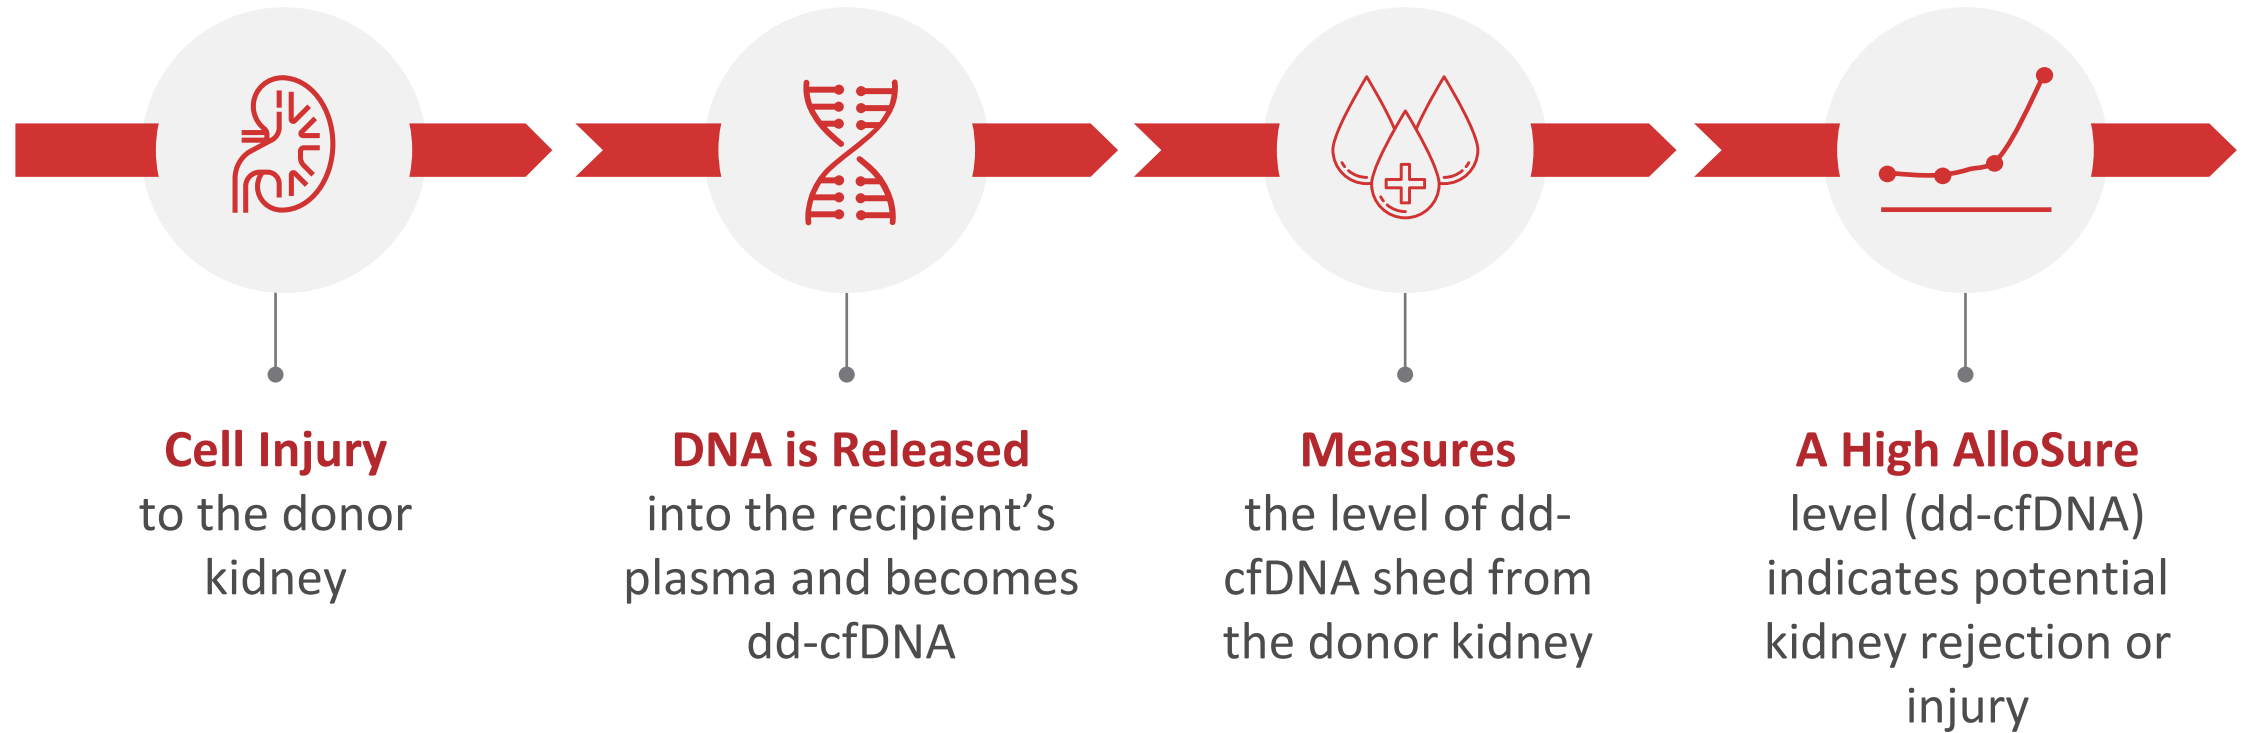 Cell Injury
to the donor
kidney
DNA is Released
into the recipient’s
plasma and becomes
dd-cfDNA
Measures
the level of dd-
cfDNA shed from
the donor kidney
A High AlloSure
level (dd-cfDNA)
indicates potential
kidney rejection or
injury